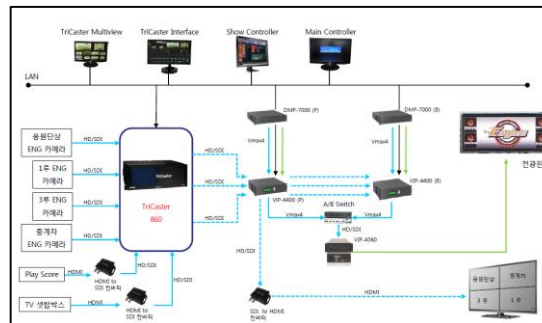 TriCaster Multiview
TriCaster Interface
Show Controller
Main Controller
LAN
DMP-7000 (P)
DMP-7000 (B)
응원단상
ENG 카메라
HD/SDI
1루 ENG
카메라
HD/SDI
3루 ENG
카메라
HD/SDI
중계차
ENG 카메라
HD/SDI
TriCaster
TriCaster
860
HD/SDI
HD/SDI
HD/SDI
Vmax4
Vmax4
전광판
VIP-4400 (P)
VIP-4400 (B)
A/B Switch
Vmax4
Vmax4
HD/SDI
VIP-4060
HD/SDI
Play Score
HDMI
HDMI to
SDI 컨버터
HD/SDI
TV 셋탑박스
HDMI
HDMI to
SDI 컨버터
HD/SDI
SDI to HDMI
컨버터
HDMI
응원단상
중계차
3 루
1 루